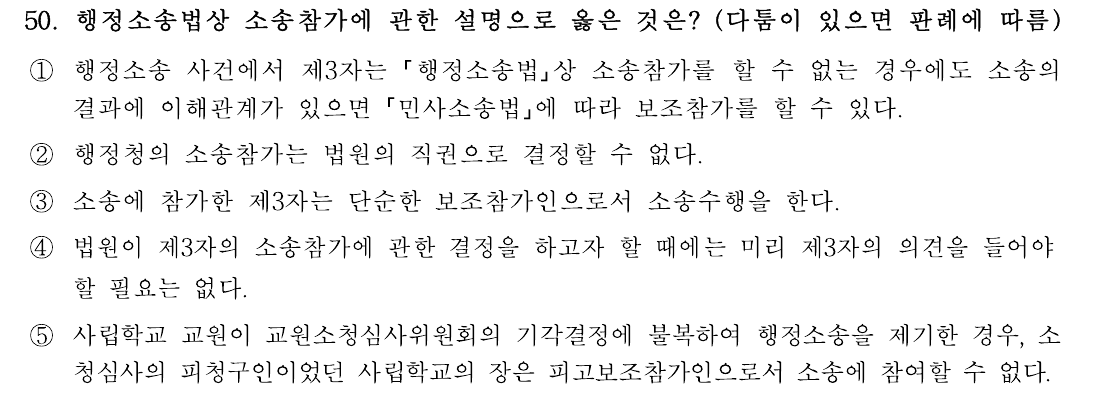 50. 행정소송법상 소송참가에 관한 설명으로 옳은 것은? (다툼이 있으면 판례에 따름)
① 행정소송 사건에서 제3자는 「행정소송법」상 소송참가를 할 수 없는 경우에도 소송의
결과에 이해관계가 있으면 「민사소송법」에 따라 보조참가를 할 수 있다.
② 행정청의 소송참가는 법원의 직권으로 결정할 수 없다.
③ 소송에 참가한 제3자는 단순한 보조참가인으로서 소송수행을 한다.
④ 법원이 제3자의 소송참가에 관한 결정을 하고자 할 때에는 미리 제3자의 의견을 들어야
할 필요는 없다.
⑤ 사립학교 교원이 교원소청심사위원회의 기각결정에 불복하여 행정소송을 제기한 경우, 소
청심사의 피청구인이었던 사립학교의 장은 피고보조참가인으로서 소송에 참여할 수 없다.